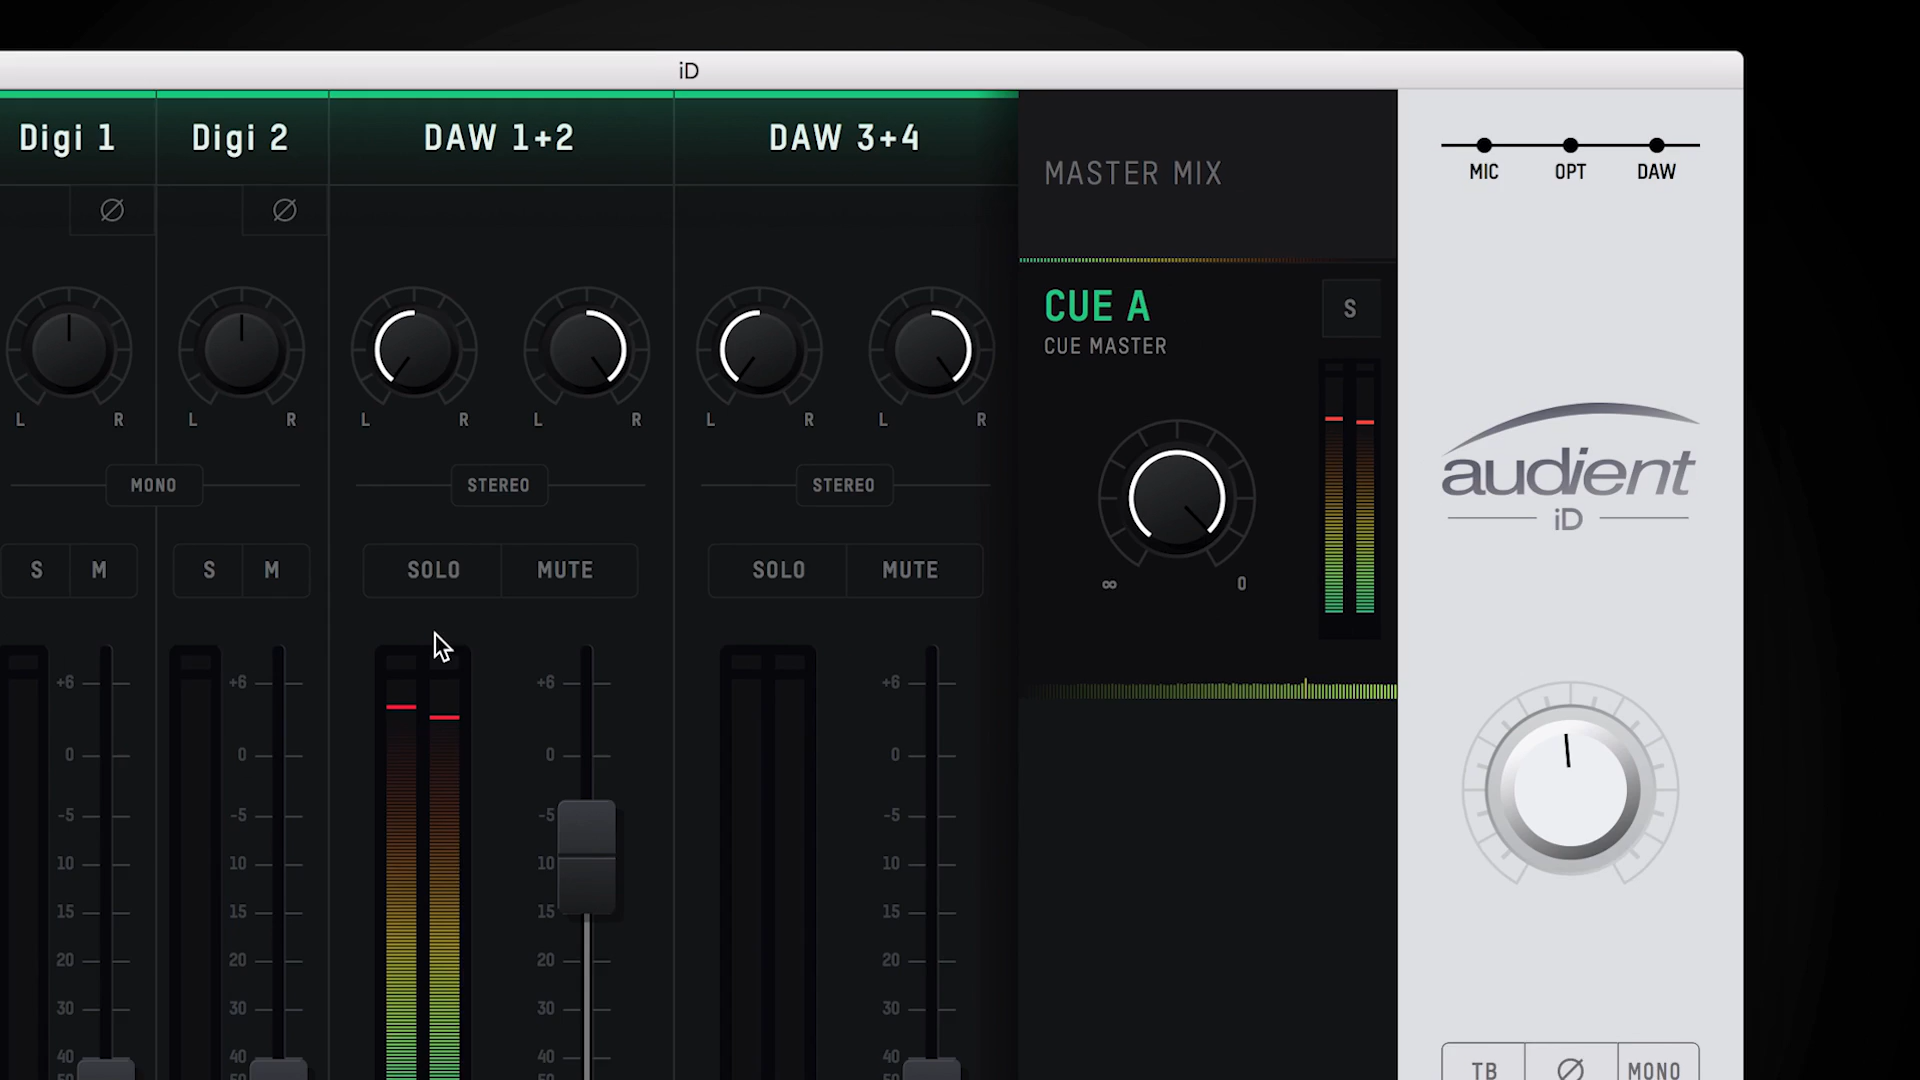 iD
Digi 1
Digi 2
DAW 1+2
DAW 3+4
MASTER MIX
MIC
OPT
DAW
Ø
Ø
CUE A
S
CUE MASTER
L
R
L
R
L
R
L
R
L
R
L
R
MONO
STEREO
STEREO
audient
iD
S
M
S
M
SOLO
MUTE
SOLO
MUTE
∞
0
+6
+6
+6
+6
0
0
0
0
-5
-5
-5
-5
10
10
10
10
15
15
15
15
20
20
20
20
30
30
30
30
40
40
40
40
TB
Ø
MONO